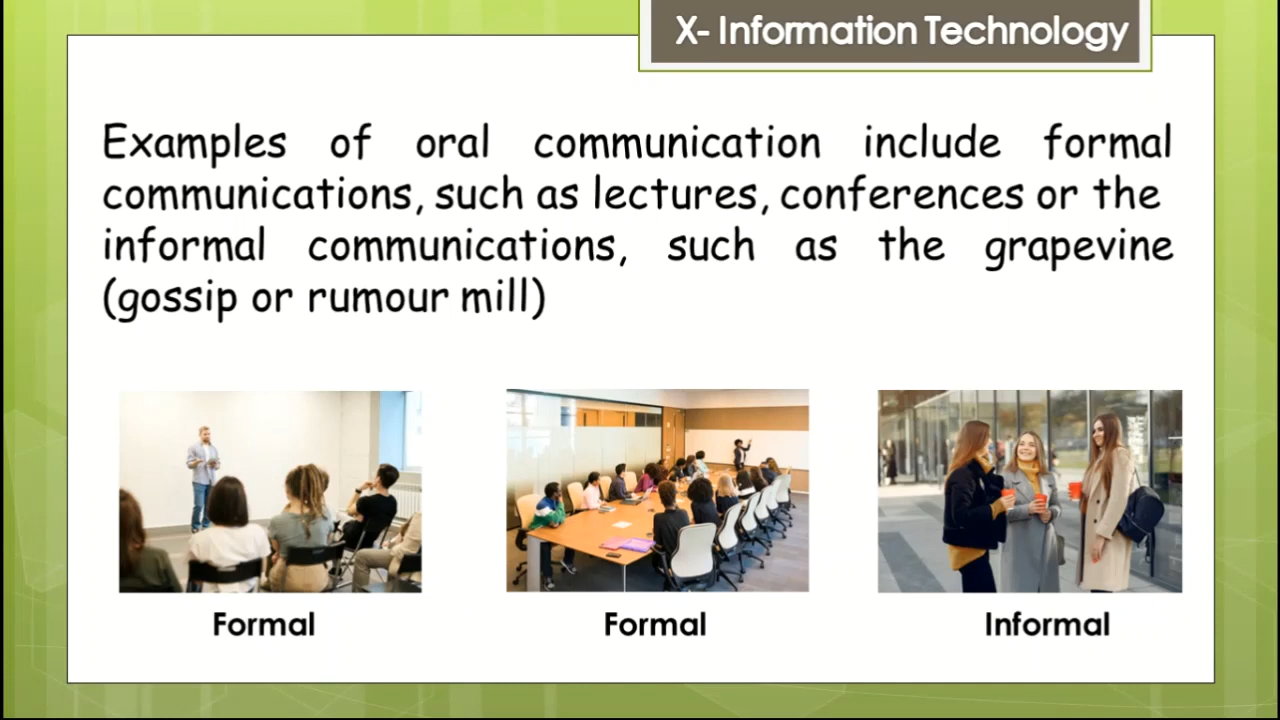 X- Information Technology
Examples of oral communication include formal
communications, such as lectures, conferences or the
informal communications, such as the grapevine
(gossip or rumour mill)
Formal
Formal
Informal